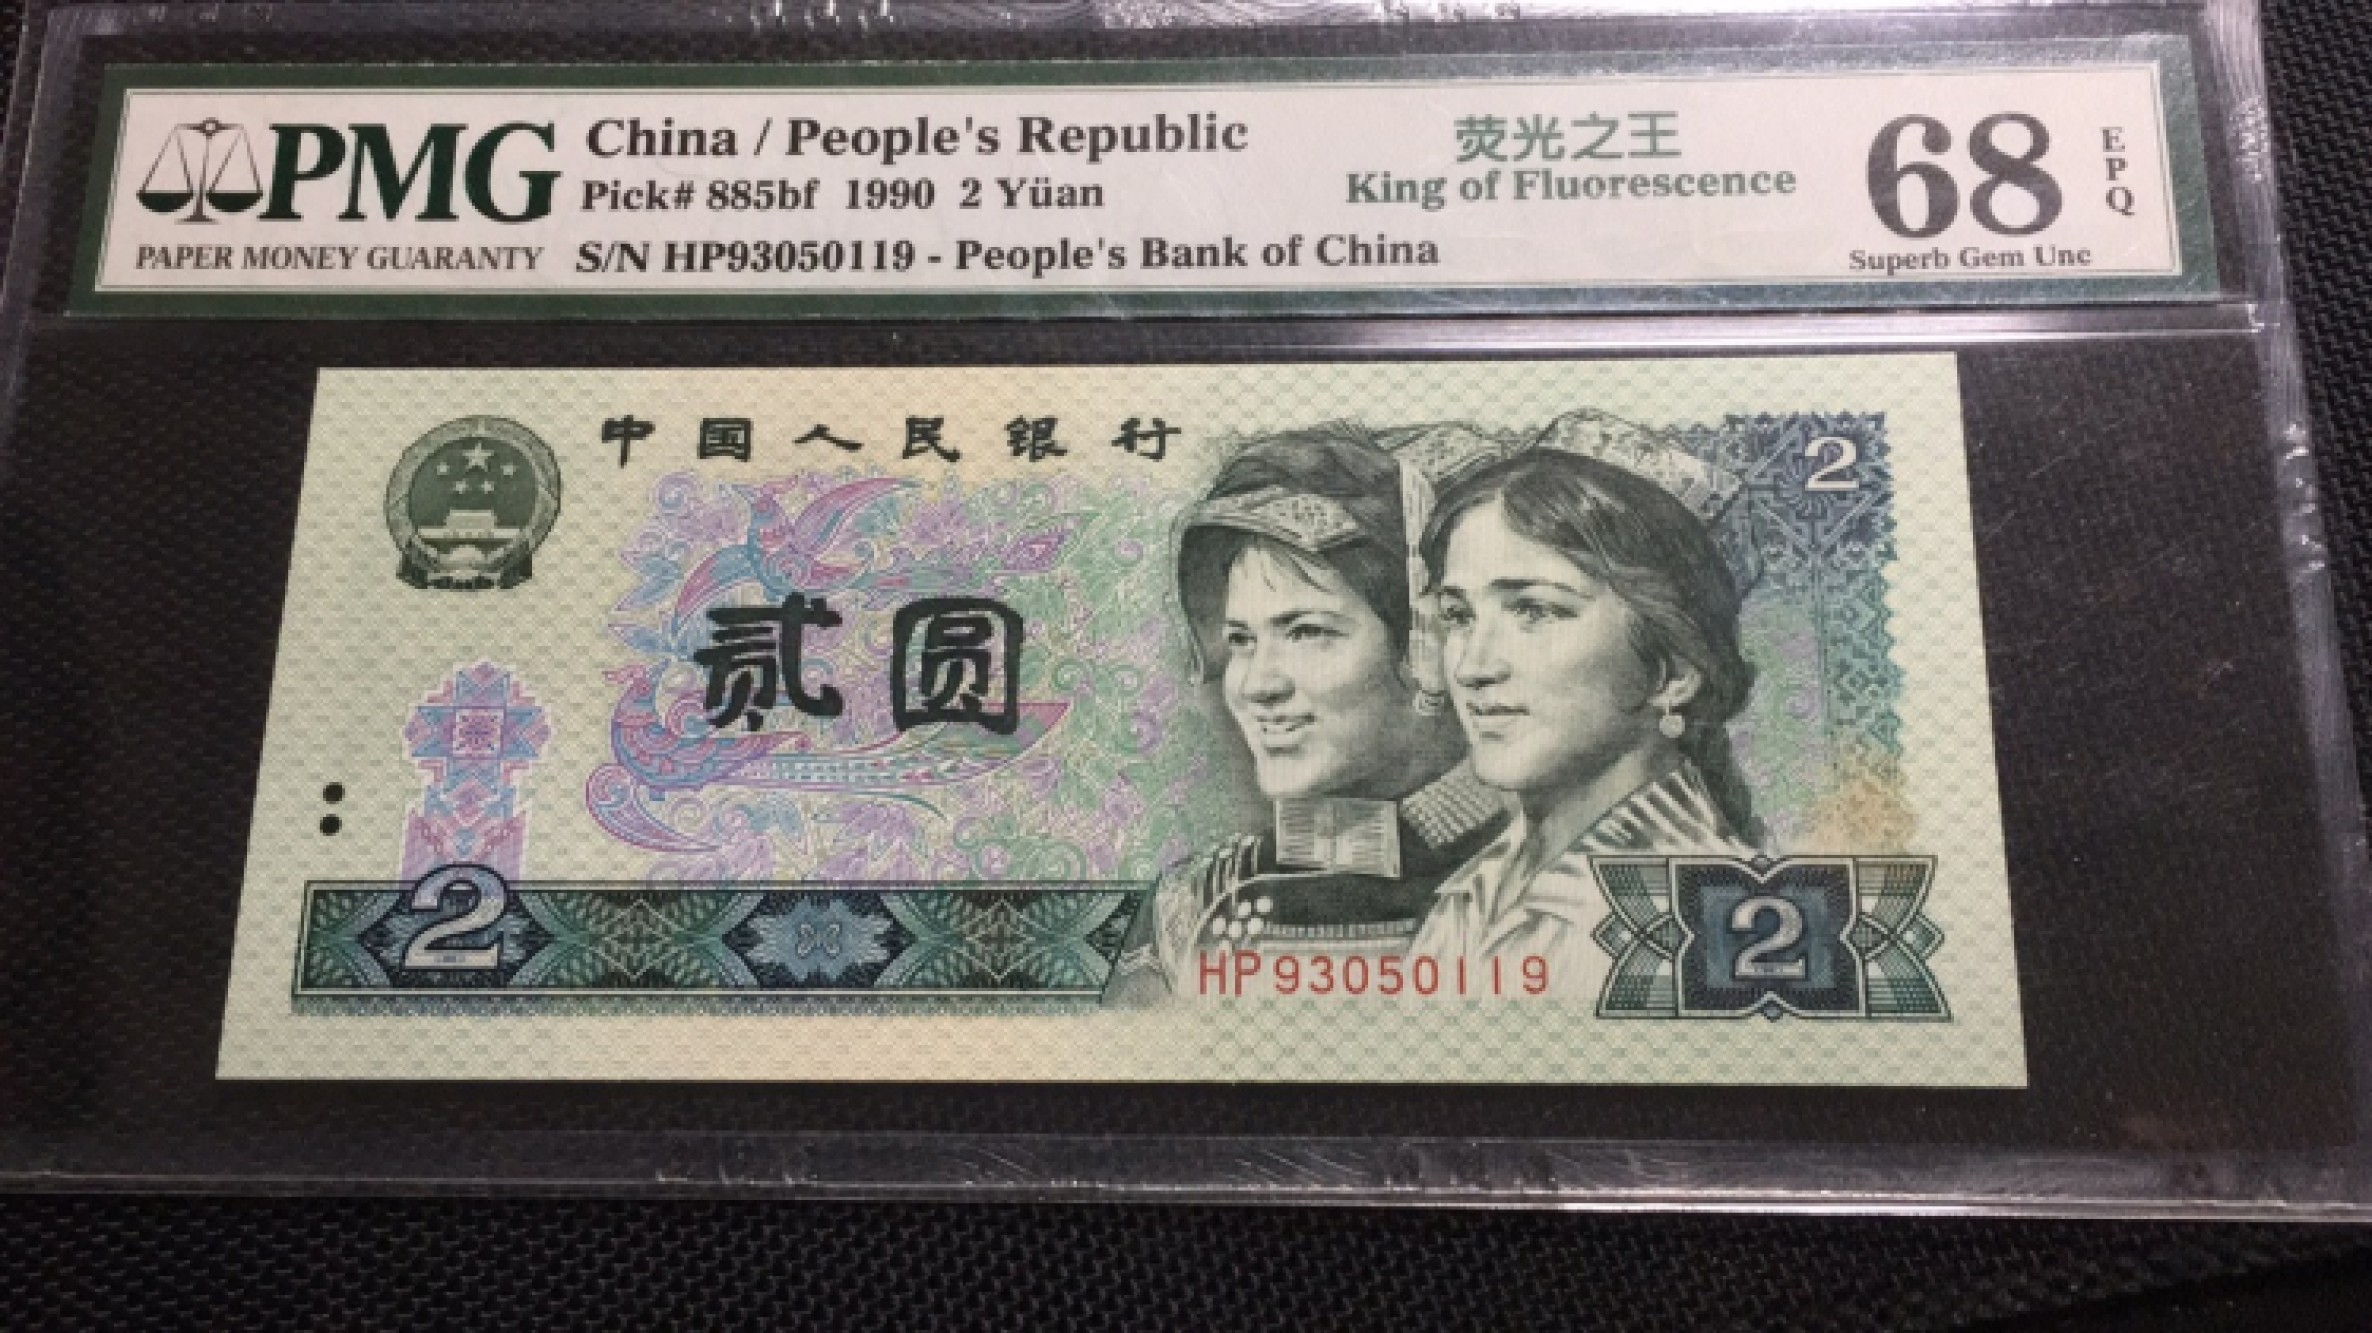 PMG
PAPER MONEY GUARANTY
China / People's Republic
Pick# 885bf 1990 2 Yüan
S/N HP93050119 - People's Bank of China
荧光之王
King of Fluorescence
68
EPQ
Superb Gem Unc
中国人民银行
2
贰圆
2
HP93050119
2